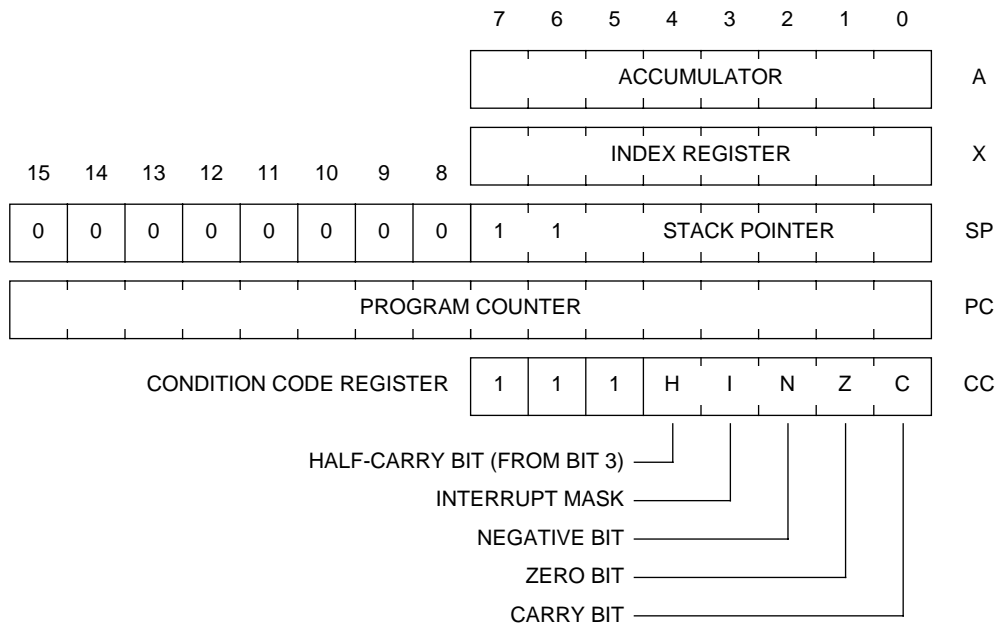 7 6 5 4 3 2 1 0
ACCUMULATOR A
INDEX REGISTER X
15 14 13 12 11 10 9 8
0 0 0 0 0 0 0 0 1 1 STACK POINTER SP
PROGRAM COUNTER PC
CONDITION CODE REGISTER 1 1 1 H I N Z C CC
HALF-CARRY BIT (FROM BIT 3)
INTERRUPT MASK
NEGATIVE BIT
ZERO BIT
CARRY BIT